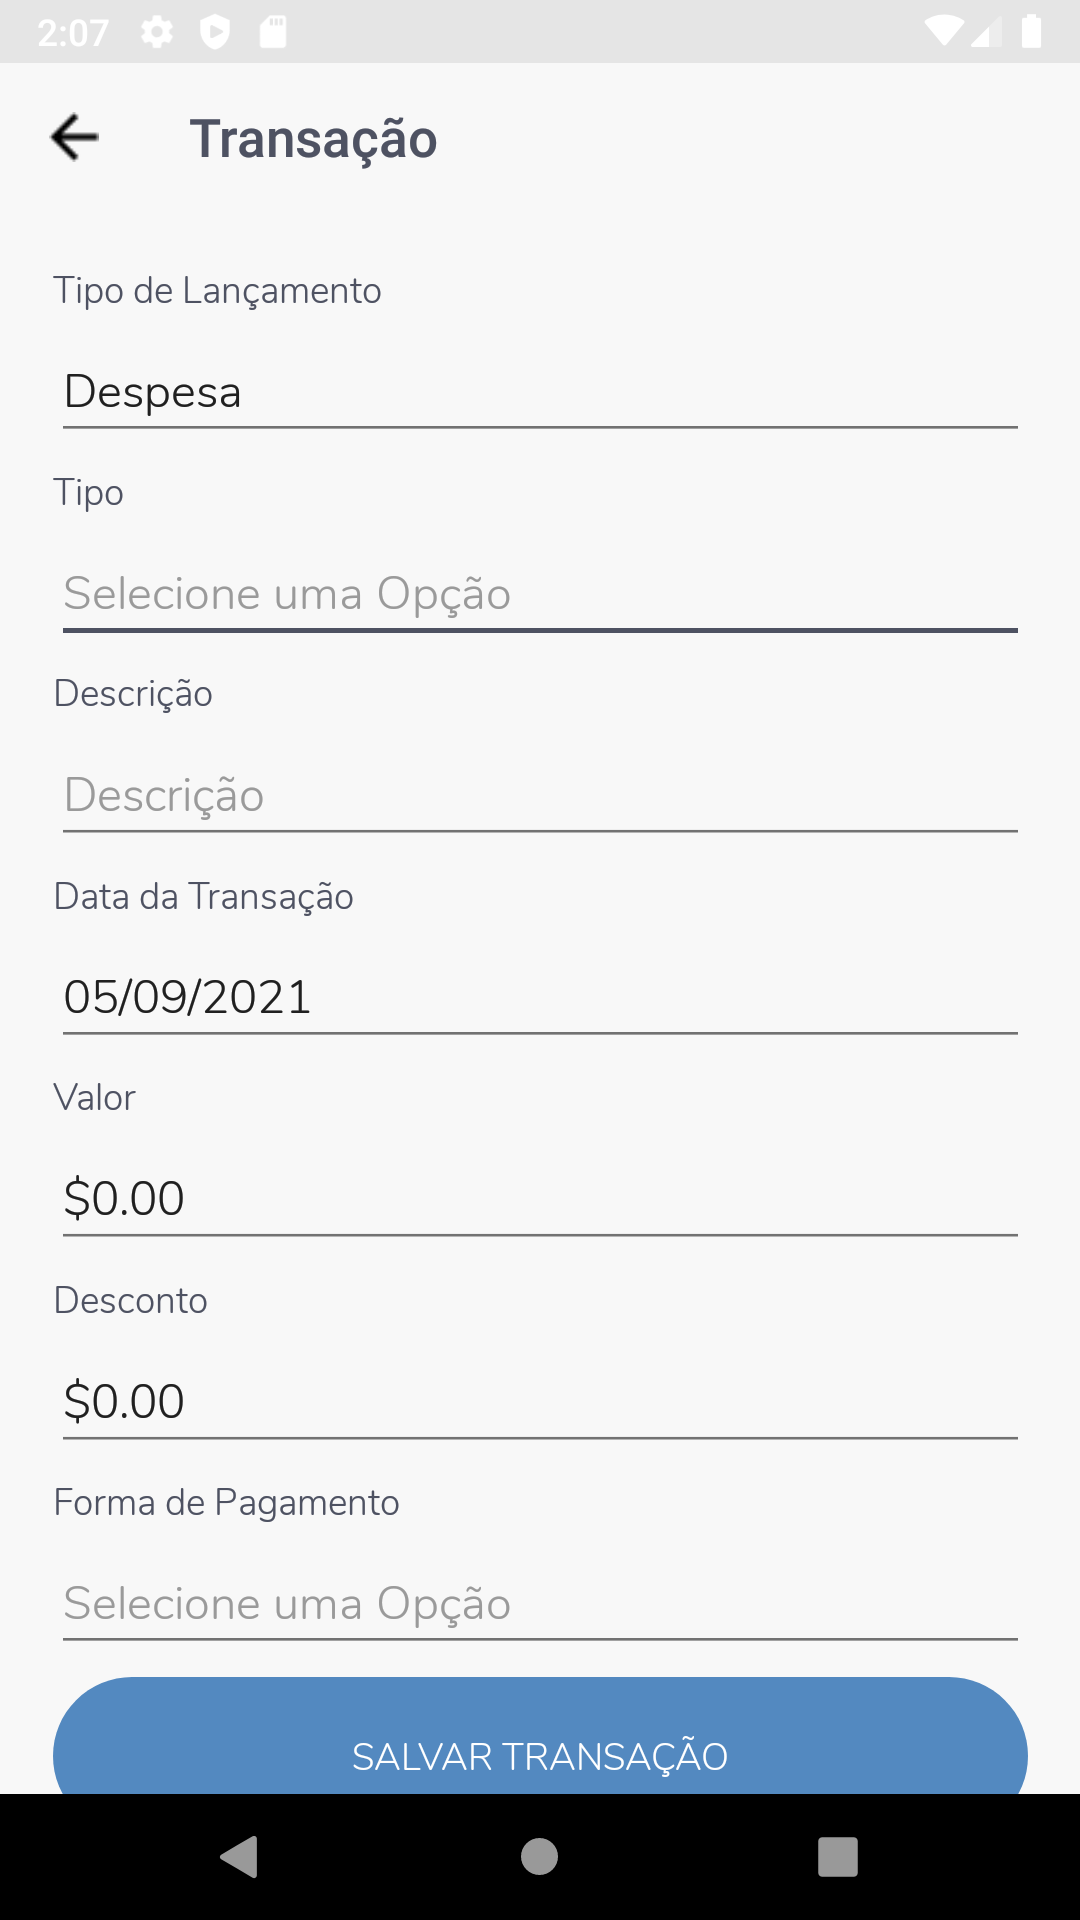 2:07
Transação
Tipo de Lançamento
Despesa
Tipo
Selecione uma Opção
Descrição
Descrição
Data da Transação
05/09/2021
Valor
$0.00
Desconto
$0.00
Forma de Pagamento
Selecione uma Opção
SALVAR TRANSAÇÃO